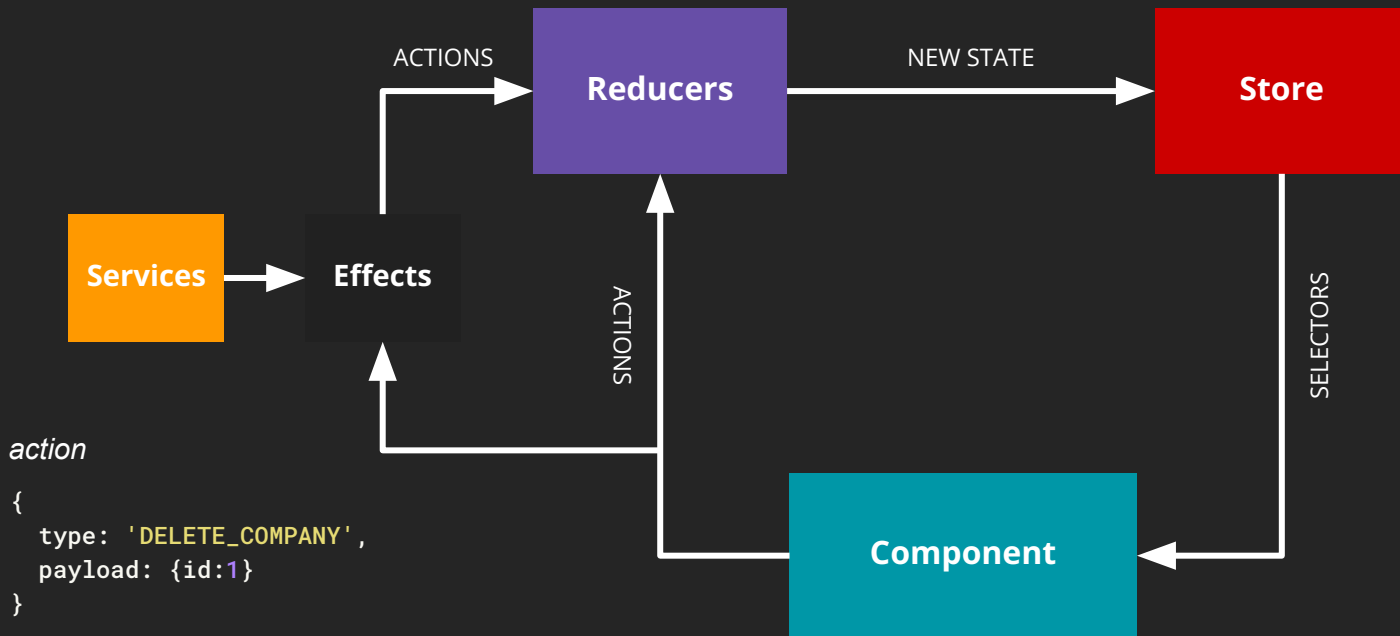 ACTIONS
Reducers
NEW STATE
Store
Services
Effects
ACTIONS
SELECTORS
action
{
  type: 'DELETE_COMPANY',
  payload: {id:1}
}
Component